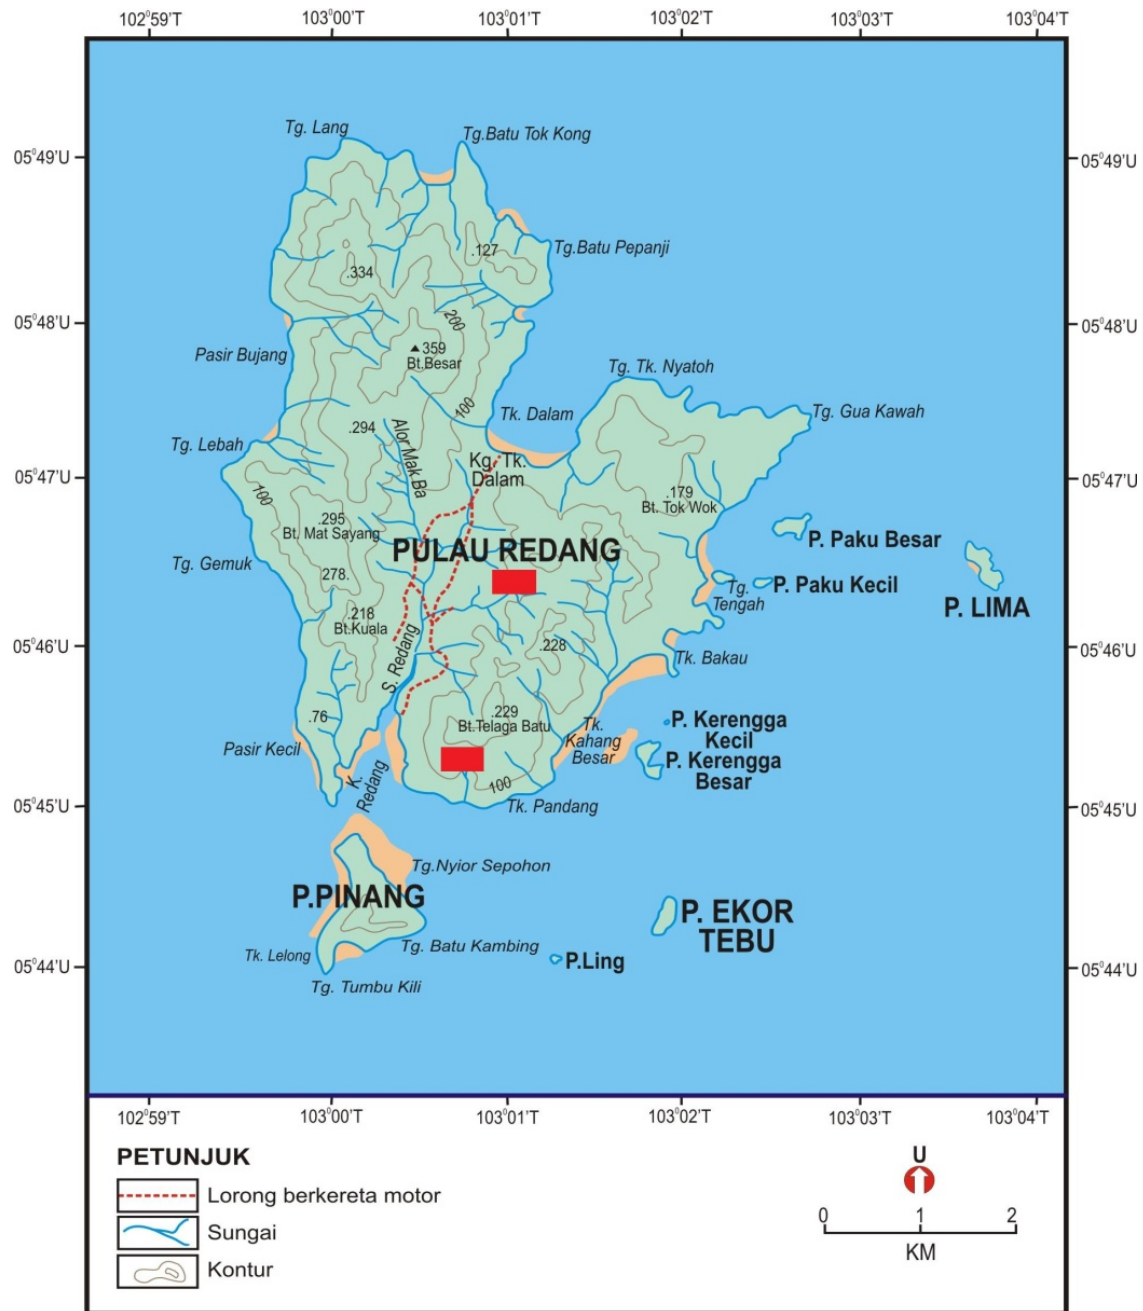 102°59'T 103°00'T 103°01'T 103°02'T 103°03'T 103°04'T
Tg. Lang
Tg.Batu Tok Kong
05°49'U
05°49'U
.127
Tg.Batu Pepanji
.334
05°48'U
200
05°48'U
Pasir Bujang
359
Bt.Besar
Tg. Tk. Nyatoh
100
Tk. Dalam
Tg. Gua Kawah
.294
Alor Mak Ba
Tg. Lebah
Kg. Tk.
Dalam
05°47'U
05°47'U
100
.179
Bt. Tok Wok
.295
Bt. Mat Sayang
P. Paku Besar
PULAU REDANG
Tg. Gemuk
278.
Tg.
Tengah
P. Paku Kecil
P. LIMA
.218
Bt.Kuala
S. Redang
.228
05°46'U
05°46'U
Tk. Bakau
.76
.229
Bt.Telaga Batu
Tk.
Kahang
Besar
P. Kerengga
Kecil
P. Kerengga
Besar
Pasir Kecil
K.
Redang
100
05°45'U
Tk. Pandang
05°45'U
Tg.Nyior Sepohon
P.PINANG
P. EKOR
TEBU
Tg. Batu Kambing
Tk. Lelong
P.Ling
05°44'U
05°44'U
Tg. Tumbu Kili
102°59'T 103°00'T 103°01'T 103°02'T 103°03'T 103°04'T
PETUNJUK
Lorong berkereta motor
Sungai
Kontur
U
0 1 2
KM